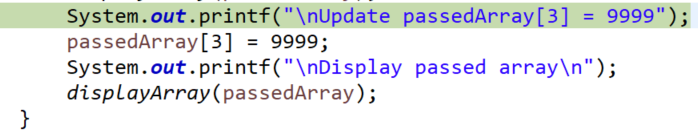 System.out.printf("\nUpdate passedArray[3] = 9999");
passedArray[3] = 9999;
System.out.printf("\nDisplay passed array\n");
displayArray(passedArray);
}